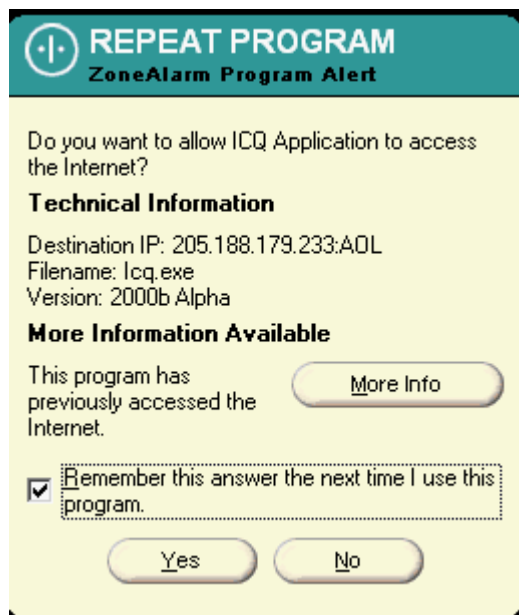 REPEAT PROGRAM
ZoneAlarm Program Alert
Do you want to allow ICQ Application to access
the Internet?
Technical Information
Destination IP: 205.188.179.233:AOL
Filename: Icq.exe
Version: 2000b Alpha
More Information Available
This program has
previously accessed the
Internet.
More Info
Remember this answer the next time I use this
program.
Yes No